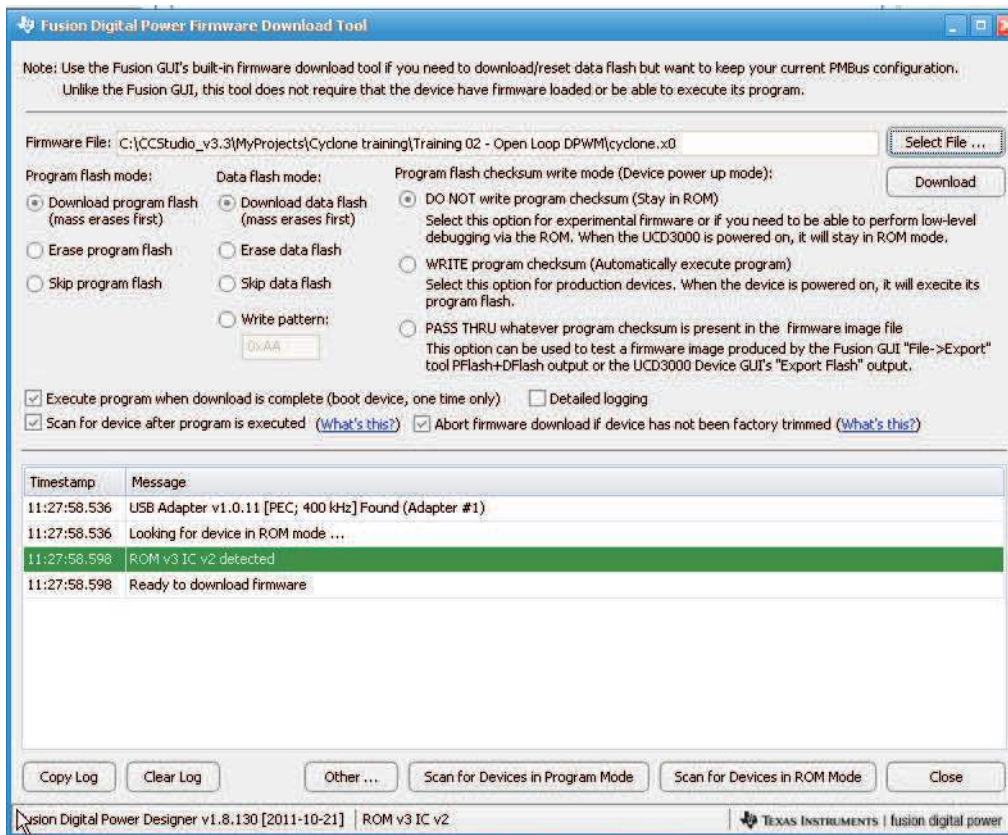 Fusion Digital Power Firmware Download Tool
Note: Use the Fusion GUI's built-in firmware download tool if you need to download/reset data flash but want to keep your current PMBus configuration.
Unlike the Fusion GUI, this tool does not require that the device have firmware loaded or be able to execute its program.
Firmware File: C:\CCStudio_v3.3\MyProjects\Cyclone training\Training 02 - Open Loop DPWM\cyclone.x0
Select File ...
Download
Program flash mode:
Download program flash
(mass erases first)
Erase program flash
Skip program flash
Data flash mode:
Download data flash
(mass erases first)
Erase data flash
Skip data flash
Write pattern:
0xAA
Program flash checksum write mode (Device power up mode):
DO NOT write program checksum (Stay in ROM)
Select this option for experimental firmware or if you need to be able to perform low-level
debugging via the ROM. When the UCD3000 is powered on, it will stay in ROM mode.
WRITE program checksum (Automatically execute program)
Select this option for production devices. When the device is powered on, it will execite its
program flash.
PASS THRU whatever program checksum is present in the firmware image file
This option can be used to test a firmware image produced by the Fusion GUI "File->Export"
tool PFlash+DFlash output or the UCD3000 Device GUI's "Export Flash" output.
Execute program when download is complete (boot device, one time only) Detailed logging
Scan for device after program is executed (What's this?) Abort firmware download if device has not been factory trimmed (What's this?)
Timestamp Message
11:27:58.536 USB Adapter v1.0.11 [PEC; 400 kHz] Found (Adapter #1)
11:27:58.536 Looking for device in ROM mode ...
11:27:58.598 ROM v3 IC v2 detected
11:27:58.598 Ready to download firmware
Copy Log Clear Log Other ... Scan for Devices in Program Mode Scan for Devices in ROM Mode Close
Fusion Digital Power Designer v1.8.130 [2011-10-21] ROM v3 IC v2 TEXAS INSTRUMENTS | fusion digital power